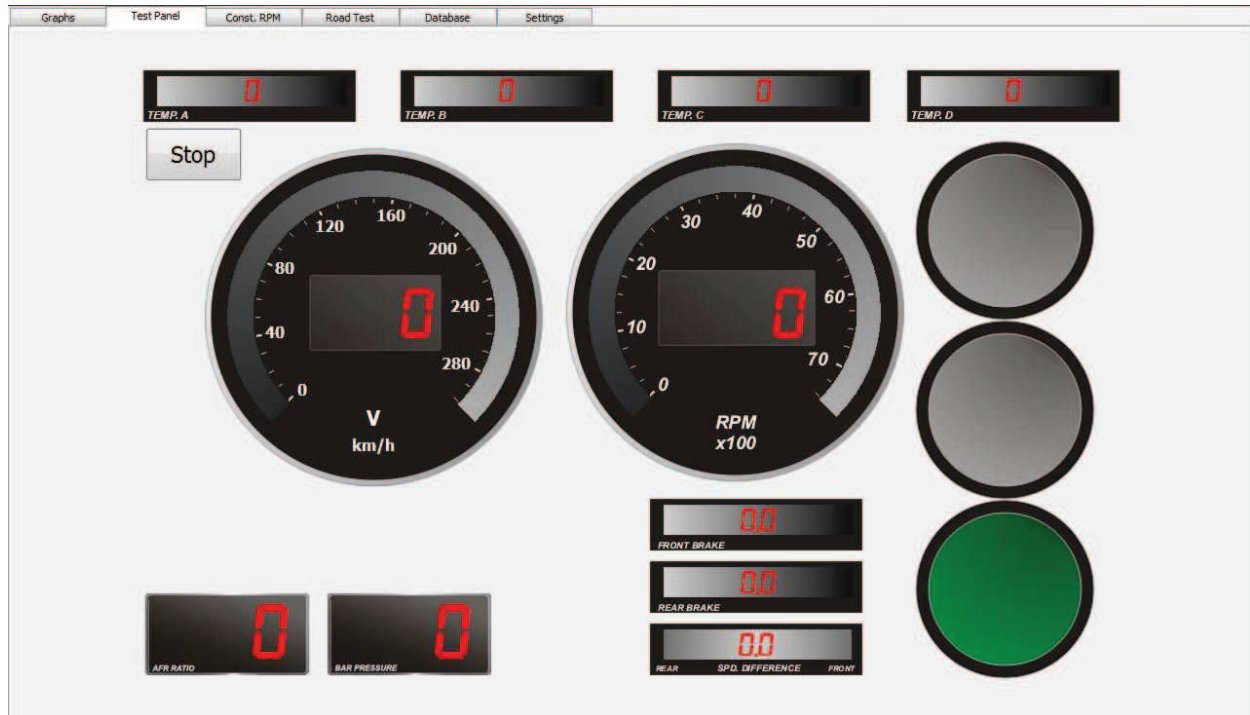 Graphs Test Panel Const. RPM Road Test Database Settings
0 0 0 0
TEMP. A TEMP. B TEMP. C TEMP. D
Stop
0 40 80 120 160 200 240 280
0
V
km/h
0 10 20 30 40 50 60 70
0
RPM
x100
0.0
FRONT BRAKE
0.0
REAR BRAKE
0.0
REAR SPD. DIFFERENCE FRONT
0
AFR RATIO
0
BAR PRESSURE